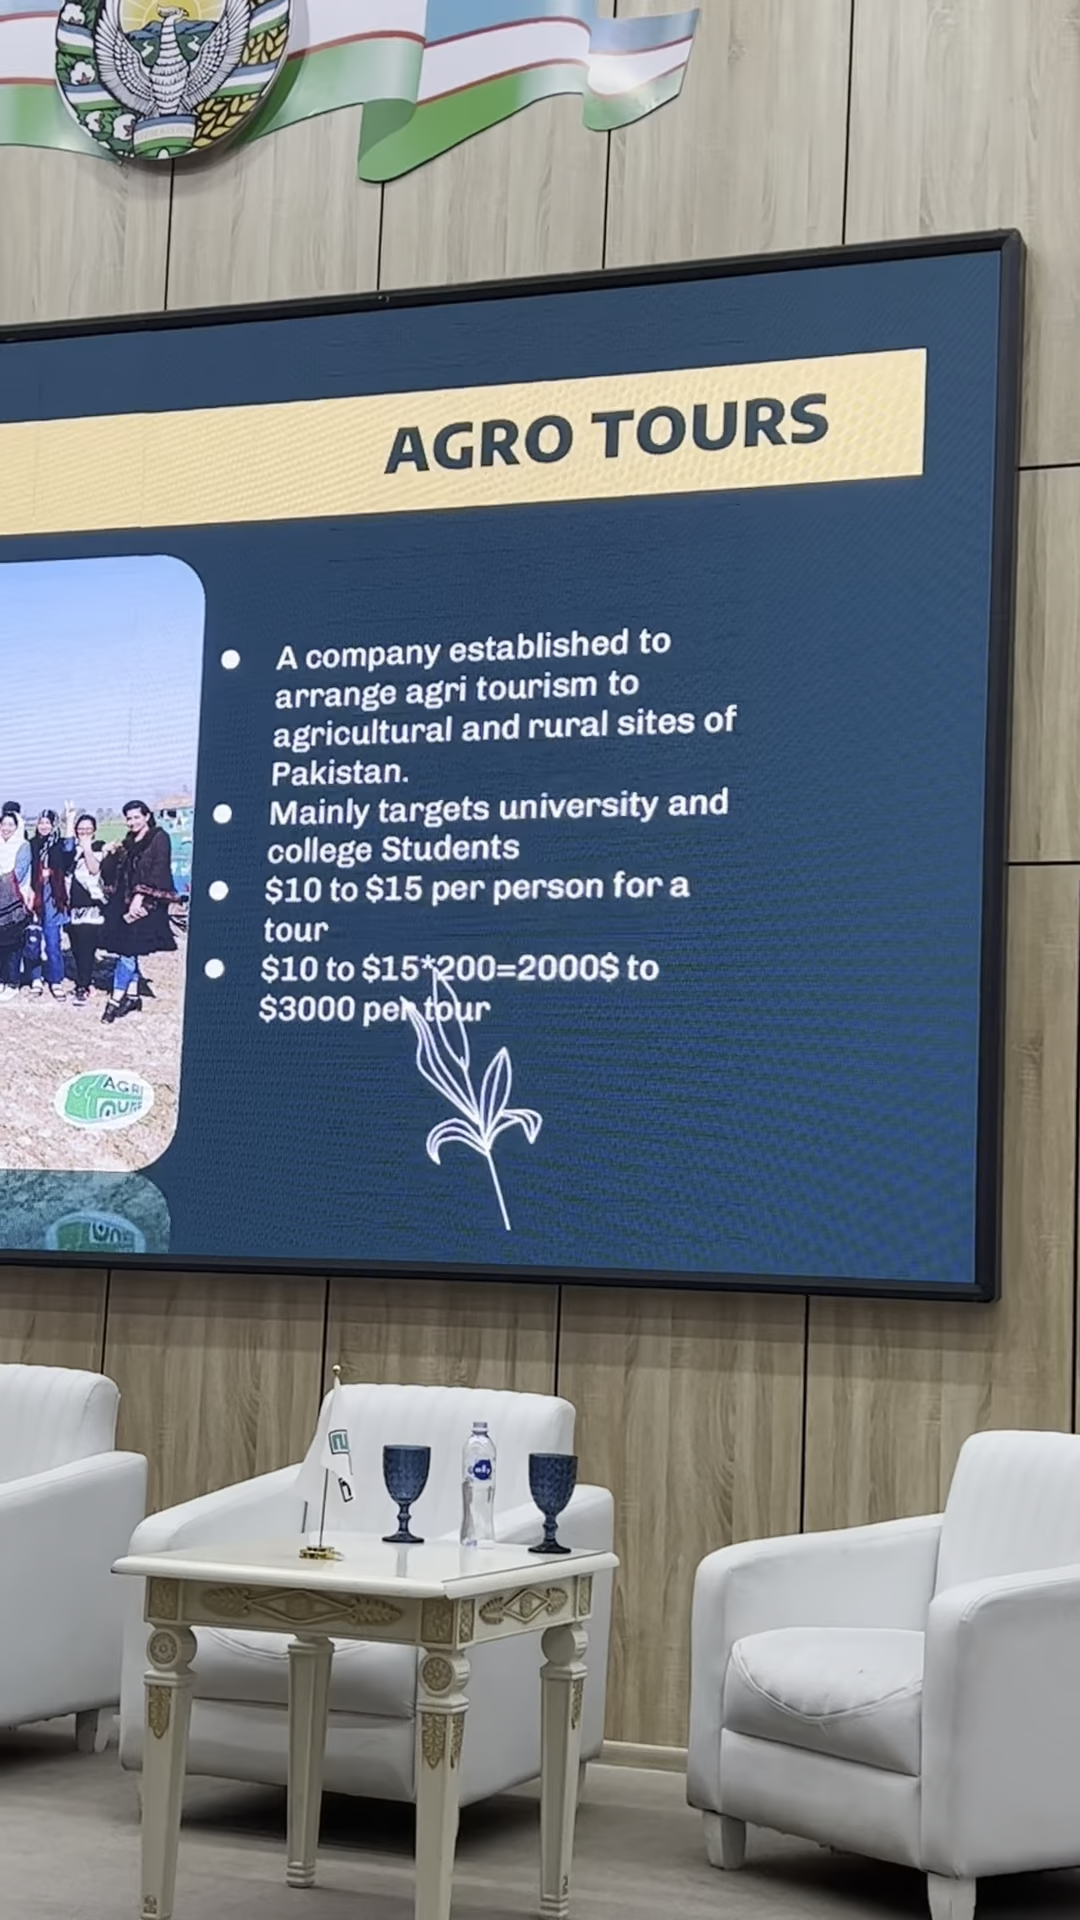 AGRO TOURS
A company established to
arrange agri tourism to
agricultural and rural sites of
Pakistan.
Mainly targets university and
college Students
$10 to $15 per person for a
tour
$10 to $15*200=2000$ to
$3000 per tour